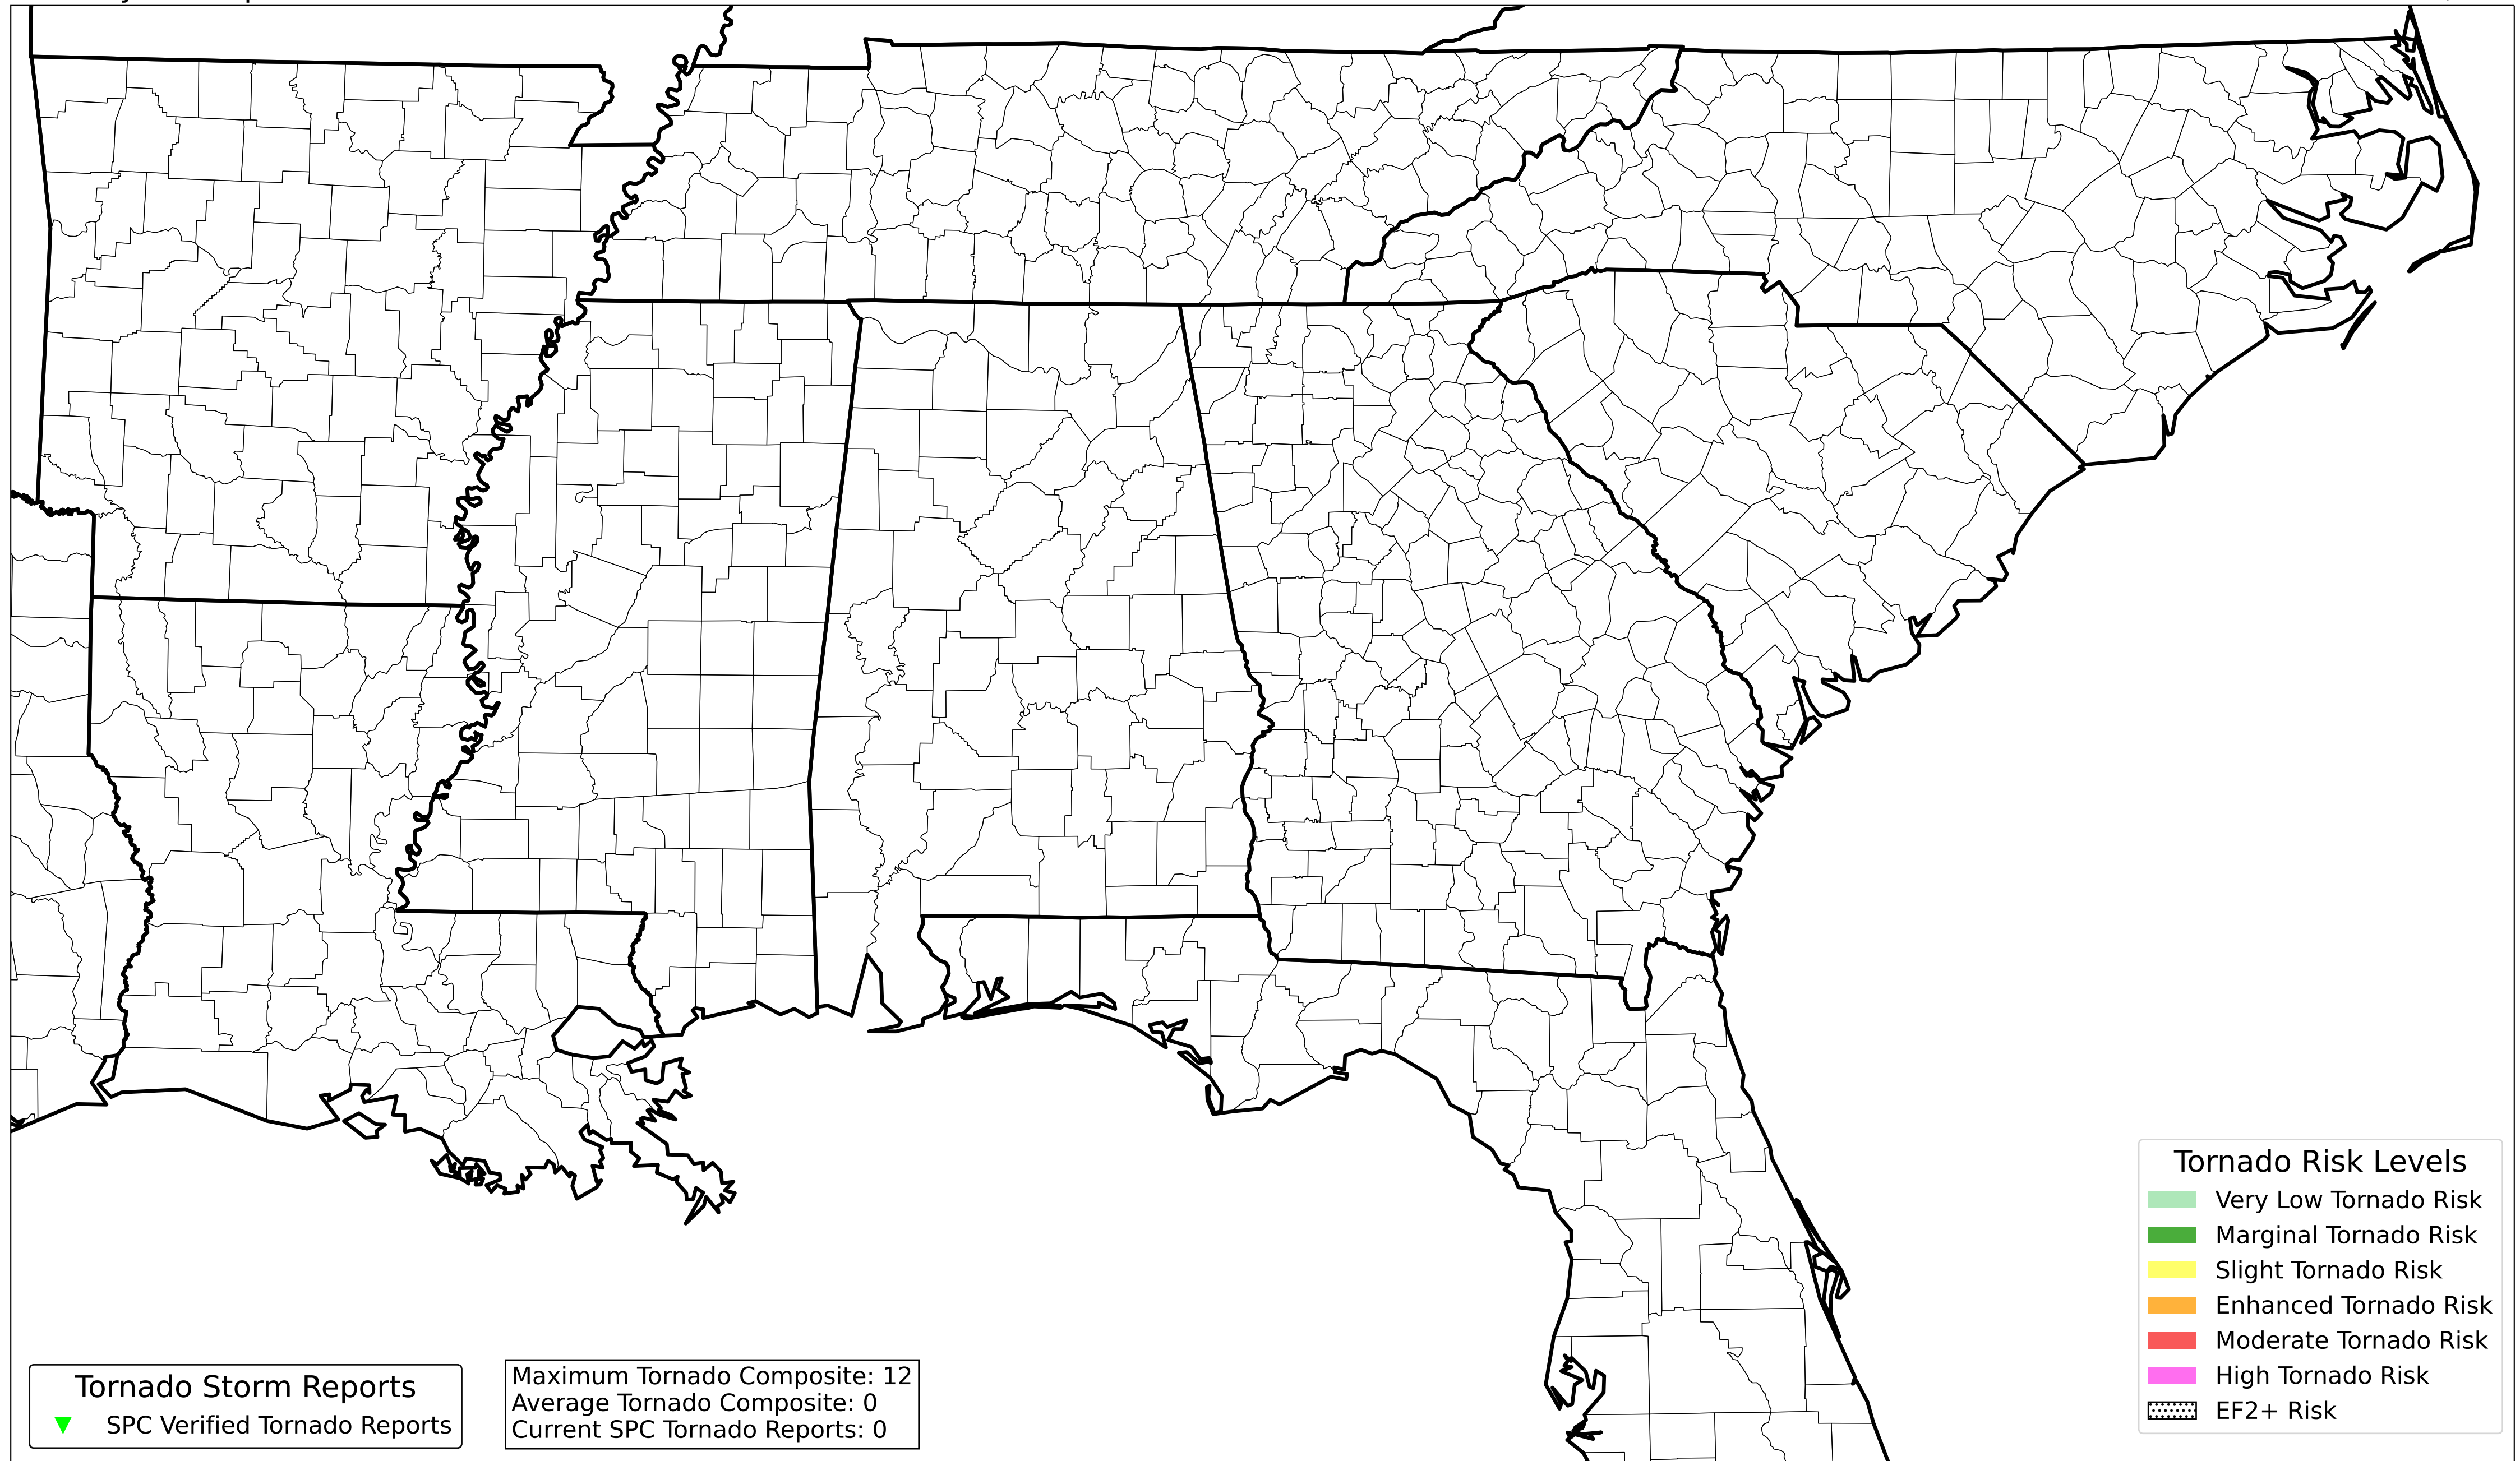 Tornado Risk Levels
Very Low Tornado Risk
Marginal Tornado Risk
Slight Tornado Risk
Enhanced Tornado Risk
Moderate Tornado Risk
High Tornado Risk
EF2+ Risk
Tornado Storm Reports
SPC Verified Tornado Reports
Maximum Tornado Composite: 12
Average Tornado Composite: 0
Current SPC Tornado Reports: 0